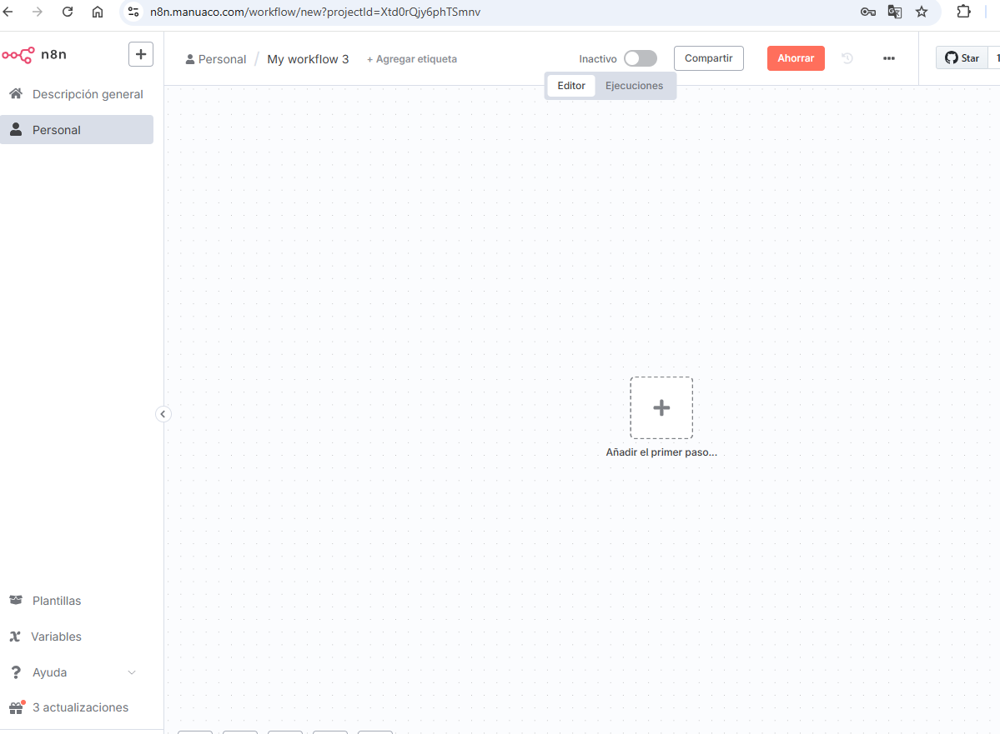 n8n.manuaco.com/workflow/new?projectId=Xtd0rQjy6phTSmnv
n8n
+
Personal / My workflow 3 + Agregar etiqueta Inactivo Compartir Ahorrar ••• Star 1
Editor Ejecuciones
Descripción general
Personal
Añadir el primer paso...
Plantillas
Variables
Ayuda
3 actualizaciones